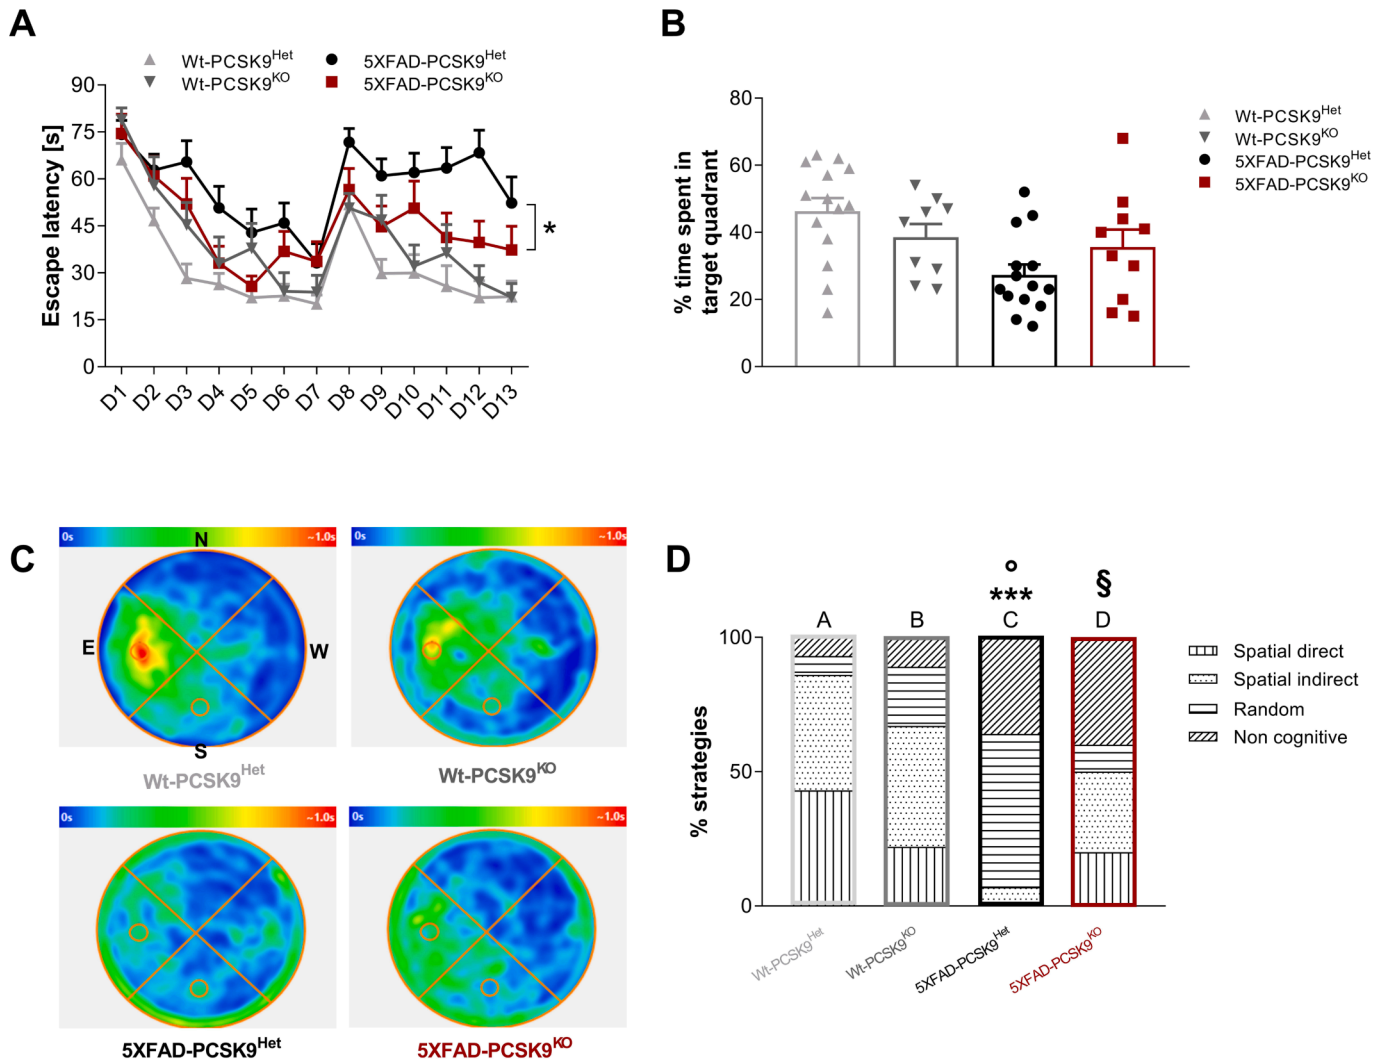 A
Wt-PCSK9Het 5XFAD-PCSK9Het
Wt-PCSK9KO 5XFAD-PCSK9KO
Escape latency [s]
90
75
60
45
30
15
0
*
D1 D2 D3 D4 D5 D6 D7 D8 D9 D10 D11 D12 D13
B
% time spent in
target quadrant
80
60
40
20
0
Wt-PCSK9Het
Wt-PCSK9KO
5XFAD-PCSK9Het
5XFAD-PCSK9KO
C
0s ~1.0s
N
E
W
S
Wt-PCSK9Het
0s ~1.0s
Wt-PCSK9KO
0s ~1.0s
5XFAD-PCSK9Het
0s ~1.0s
5XFAD-PCSK9KO
D
° 
*** §
A B C D
% strategies
100
50
0
Wt-PCSK9Het
Wt-PCSK9KO
5XFAD-PCSK9Het
5XFAD-PCSK9KO
Spatial direct
Spatial indirect
Random
Non cognitive